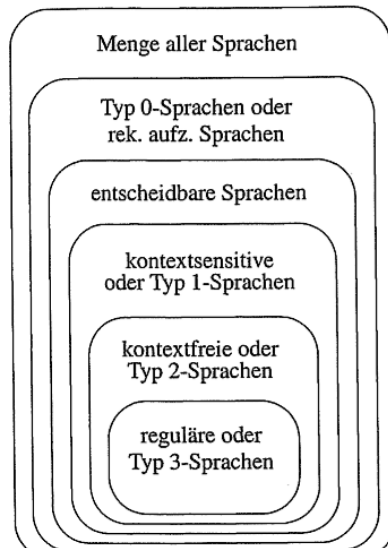 Menge aller Sprachen
Typ 0-Sprachen oder
rek. aufz. Sprachen
entscheidbare Sprachen
kontextsensitive
oder Typ 1-Sprachen
kontextfreie oder
Typ 2-Sprachen
reguläre oder
Typ 3-Sprachen